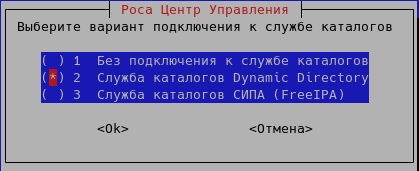 Роса Центр Управления
Выберите вариант подключения к службе каталогов
( ) 1 Без подключения к службе каталогов
(*) 2 Служба каталогов Dynamic Directory
( ) 3 Служба каталогов СИПА (FreeIPA)
<Ok> <Отмена>